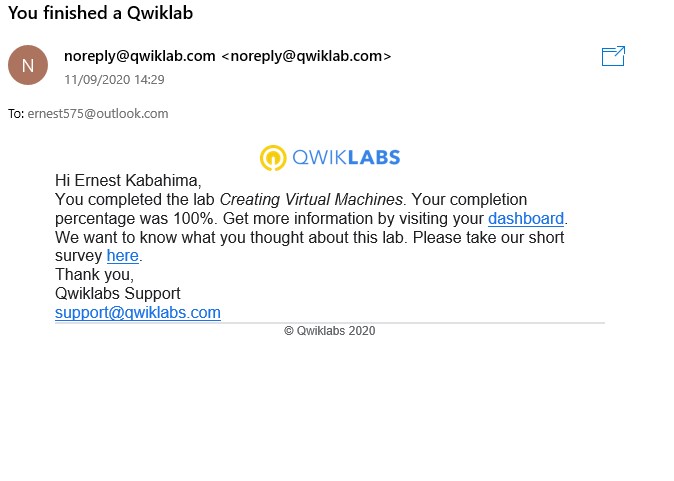 You finished a Qwiklab
N
noreply@qwiklab.com <noreply@qwiklab.com>
11/09/2020 14:29
To: ernest575@outlook.com
QWIKLABS
Hi Ernest Kabahima,
You completed the lab Creating Virtual Machines. Your completion
percentage was 100%. Get more information by visiting your dashboard.
We want to know what you thought about this lab. Please take our short
survey here.
Thank you,
Qwiklabs Support
support@qwiklabs.com
© Qwiklabs 2020